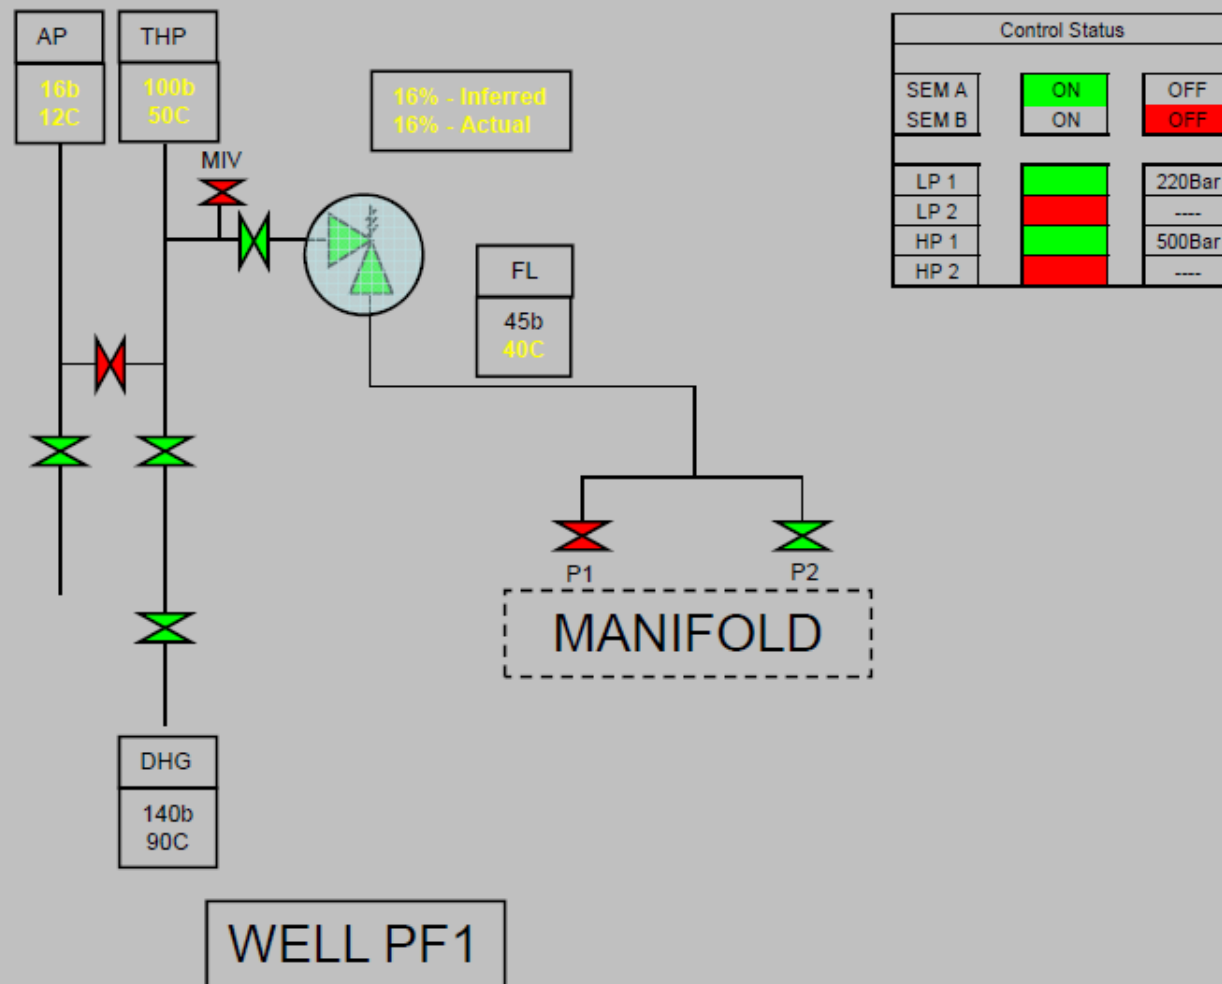 AP
THP
16b
12C
100b
50C
16% - Inferred
16% - Actual
MIV
FL
45b
40C
P1
P2
MANIFOLD
DHG
140b
90C
WELL PF1
Control Status
SEM A ON OFF
SEM B ON OFF
LP 1 220Bar
LP 2 ----
HP 1 500Bar
HP 2 ----